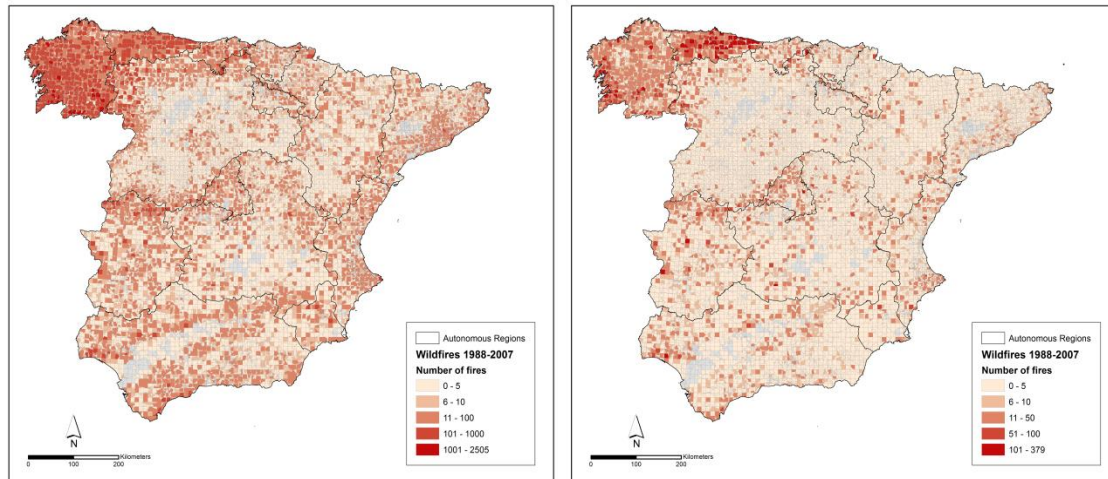 Autonomous Regions
Wildfires 1988-2007
Number of fires
0 - 5
6 - 10
11 - 100
101 - 1000
1001 - 2505
N
Kilometers
0 100 200
Autonomous Regions
Wildfires 1988-2007
Number of fires
0 - 5
6 - 10
11 - 50
51 - 100
101 - 379
N
Kilometers
0 100 200